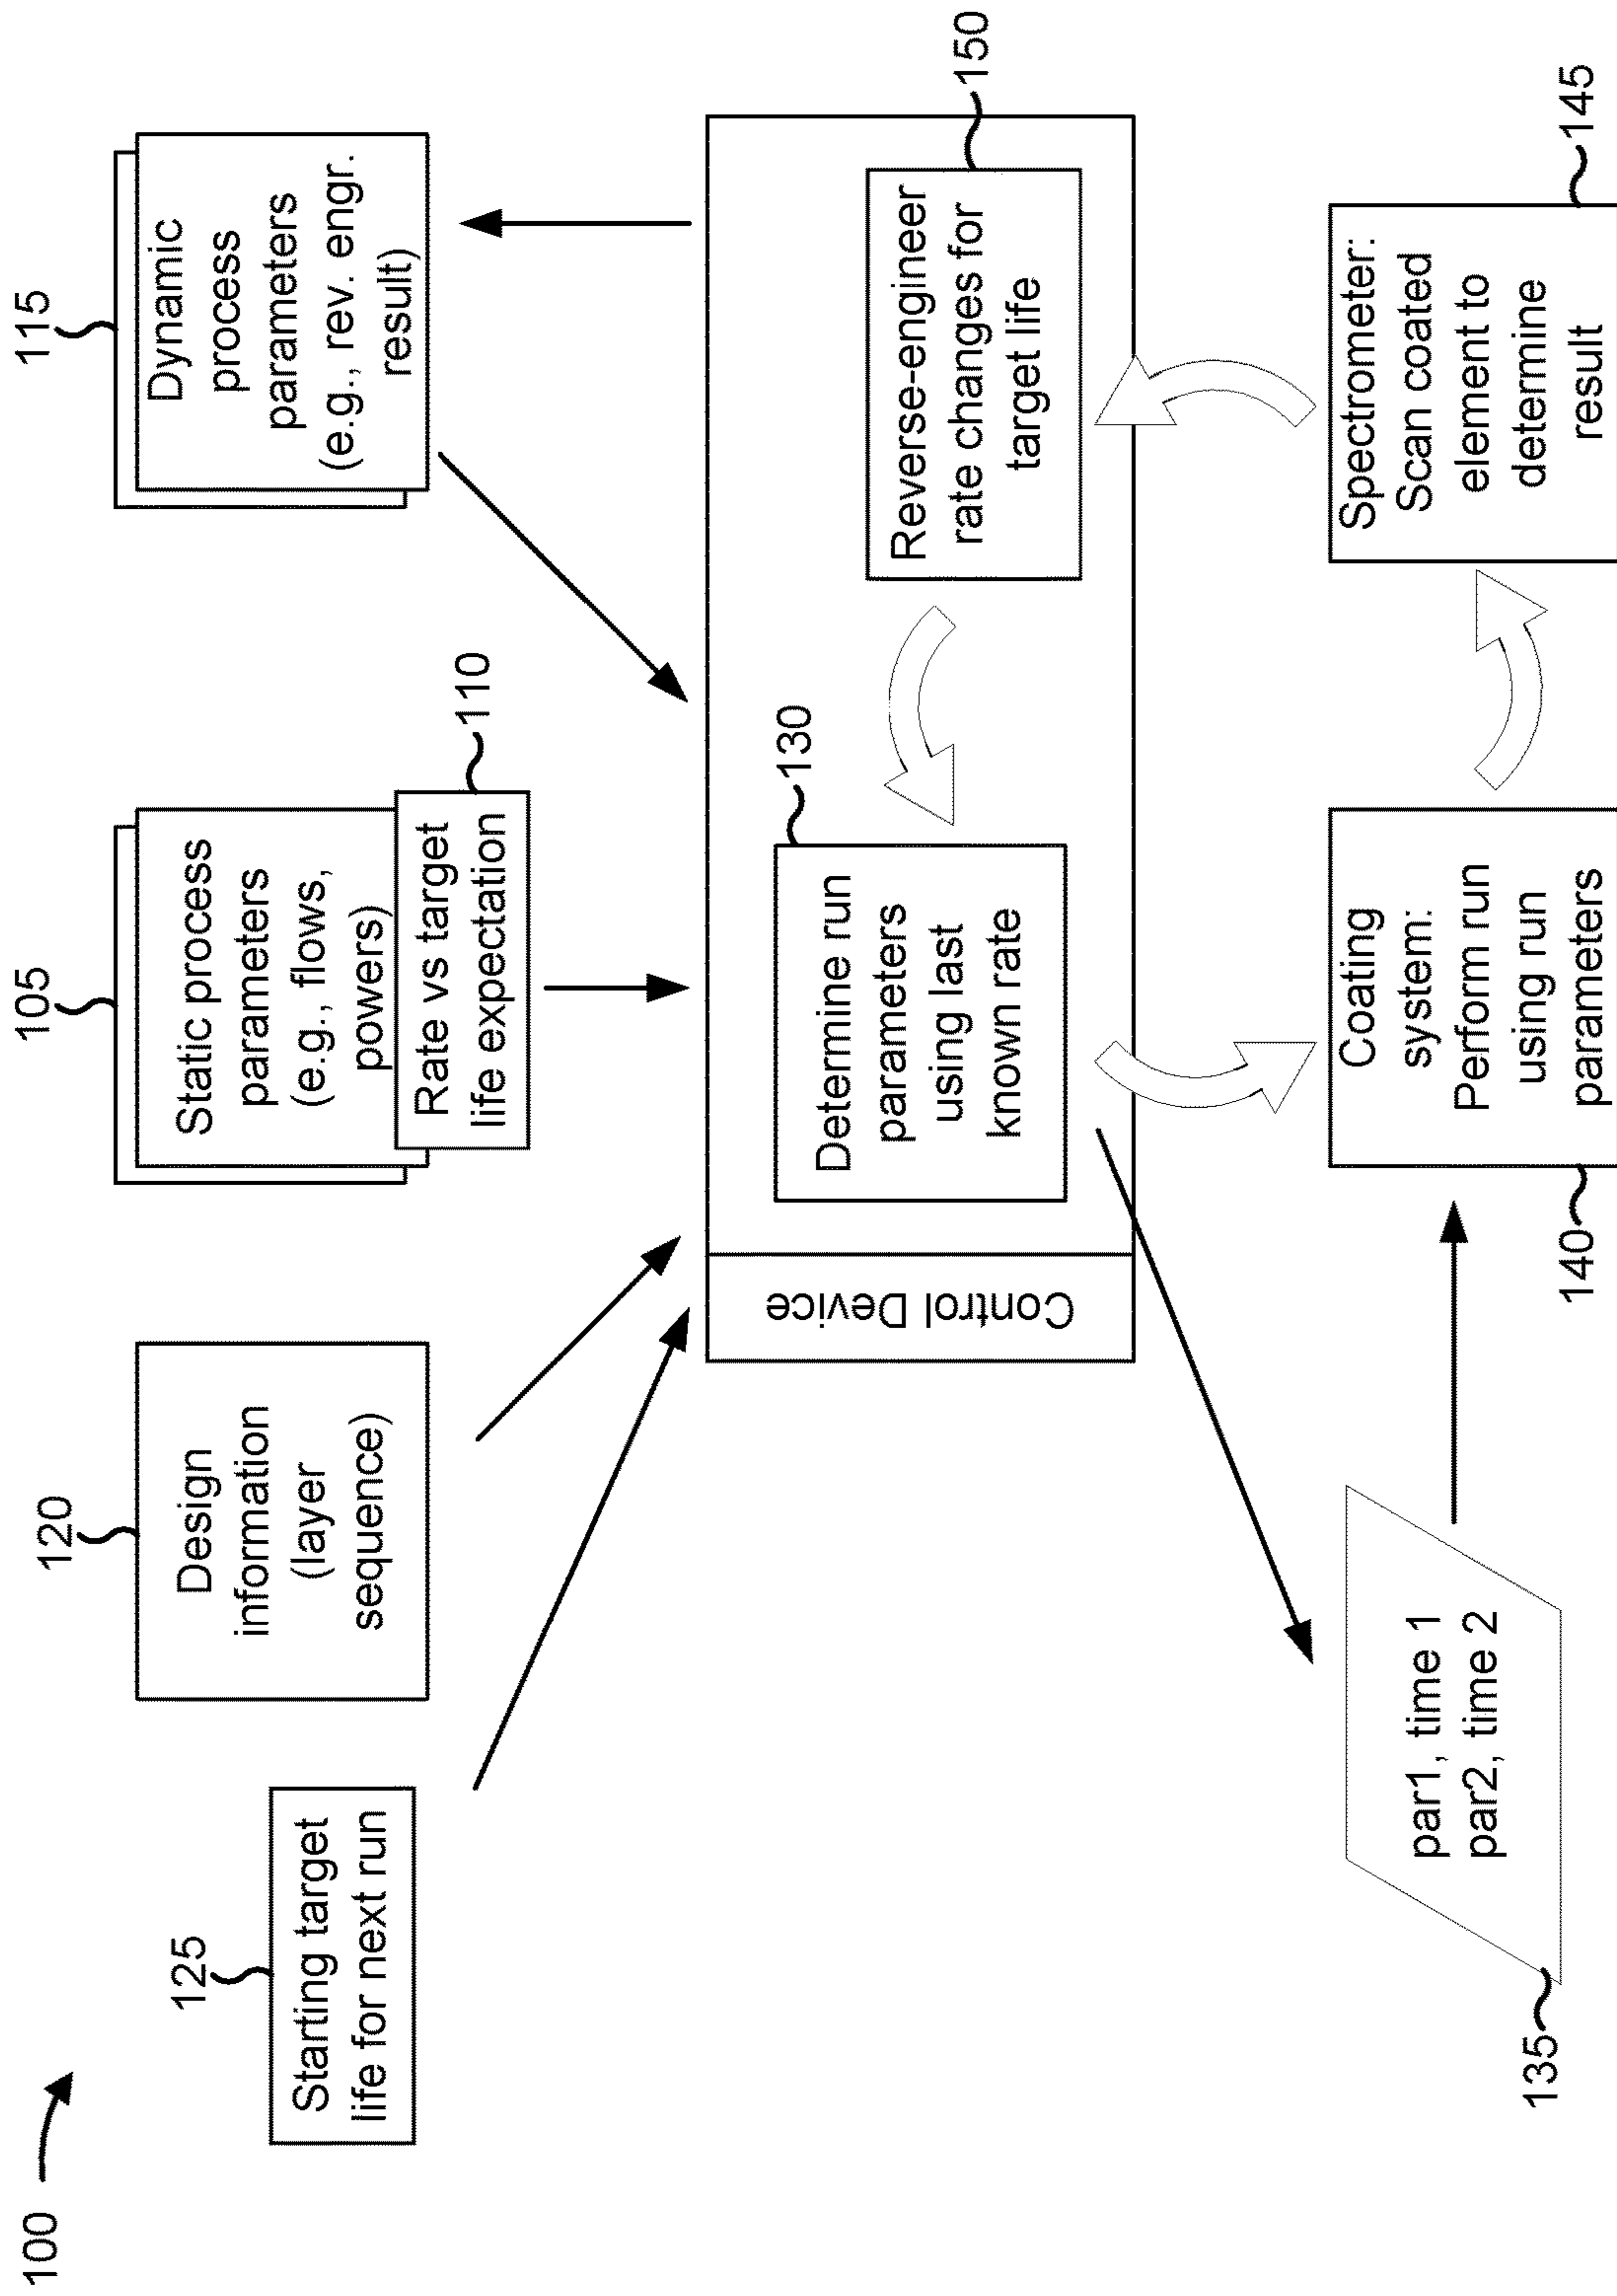 100
125
Starting target
life for next run
120
Design
information
(layer
sequence)
105
Static process
parameters
(e.g., flows,
powers)
110
Rate vs target
life expectation
115
Dynamic
process
parameters
(e.g., rev. engr.
result)
Control Device
130
Determine run
parameters
using last
known rate
150
Reverse-engineer
rate changes for
target life
135
par1, time 1
par2, time 2
140
Coating
system:
Perform run
using run
parameters
145
Spectrometer:
Scan coated
element to
determine
result